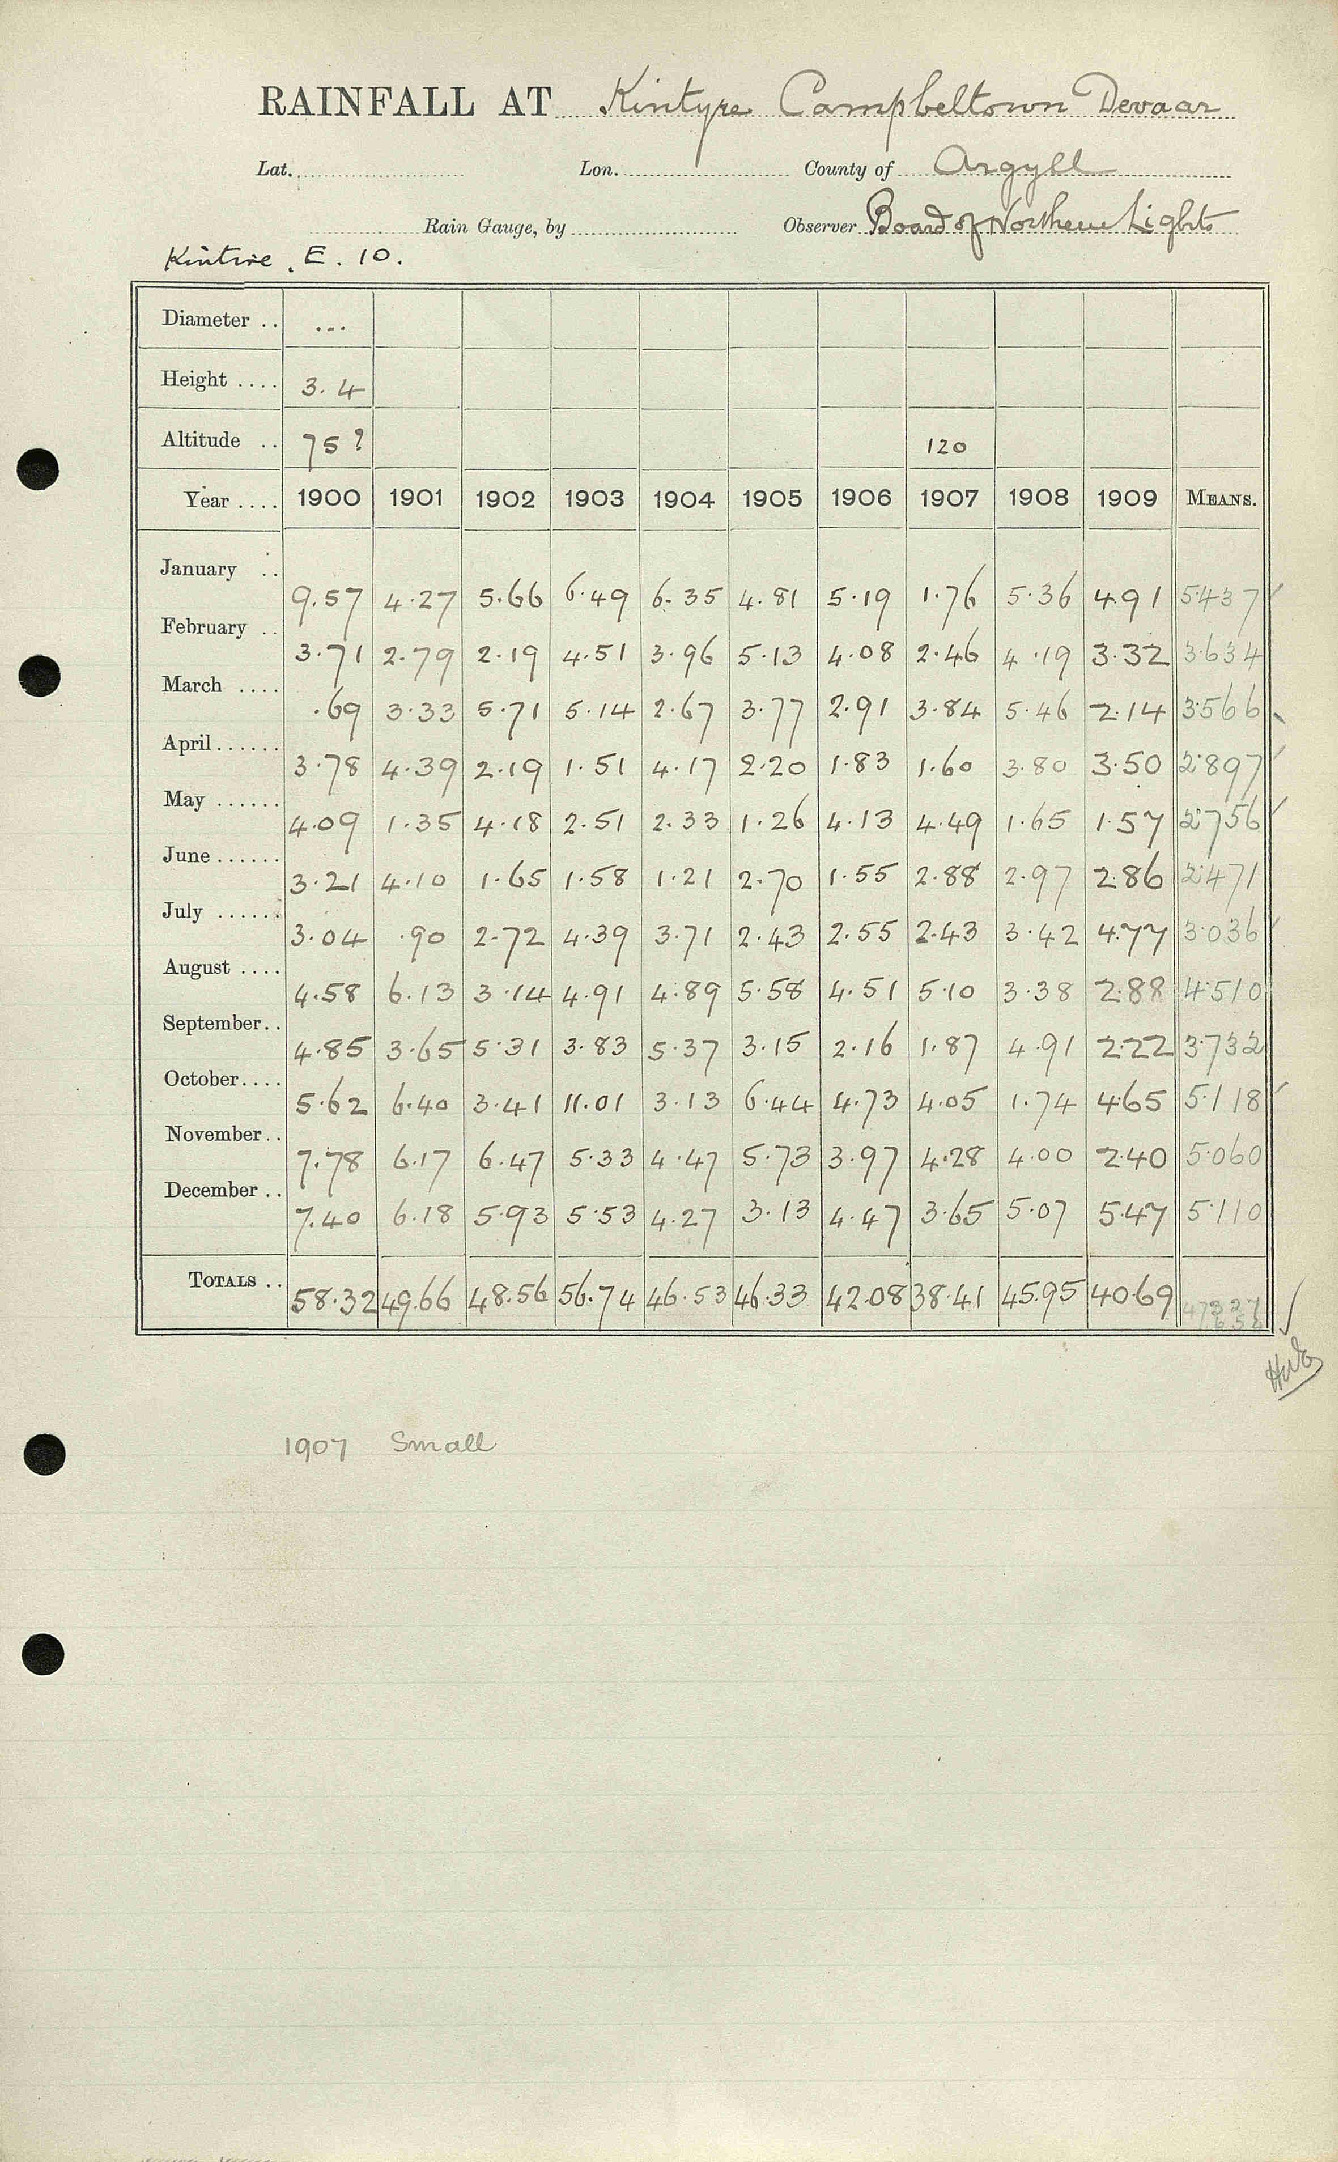 RAINFALL AT Kintyre Campbeltown Devaar
Lat. Lon. County of Argyll
Rain Gauge, by Observer Board of Northern Lights
Kintire . E . 10.
Diameter .. ...
Height .... 3.4
Altitude .. 75? 120
Year .... 1900 1901 1902 1903 1904 1905 1906 1907 1908 1909 MEANS.
January .. 9.57 4.27 5.66 6.49 6.35 4.81 5.19 1.76 5.36 4.91 5.437
February .. 3.71 2.79 2.19 4.51 3.96 5.13 4.08 2.46 4.19 3.32 3.634
March .... .69 3.33 5.71 5.14 2.67 3.77 2.91 3.84 5.46 2.14 3.566
April...... 3.78 4.39 2.19 1.51 4.17 2.20 1.83 1.60 3.80 3.50 2.897
May ...... 4.09 1.35 4.18 2.51 2.33 1.26 4.13 4.49 1.65 1.57 2.756
June...... 3.21 4.10 1.65 1.58 1.21 2.70 1.55 2.88 2.97 2.86 2.471
July ...... 3.04 .90 2.72 4.39 3.71 2.43 2.55 2.43 3.42 4.77 3.036
August .... 4.58 6.13 3.14 4.91 4.89 5.58 4.51 5.10 3.38 2.88 4.510
September.. 4.85 3.65 5.31 3.83 5.37 3.15 2.16 1.87 4.91 2.22 3.732
October.... 5.62 6.40 3.41 11.01 3.13 6.44 4.73 4.05 1.74 4.65 5.118
November.. 7.78 6.17 6.47 5.33 4.47 5.73 3.97 4.28 4.00 2.40 5.060
December .. 7.40 6.18 5.93 5.53 4.27 3.13 4.47 3.65 5.07 5.47 5.110
TOTALS .. 58.32 49.66 48.56 56.74 46.53 46.33 42.08 38.41 45.95 40.69 47.327
1907 Small